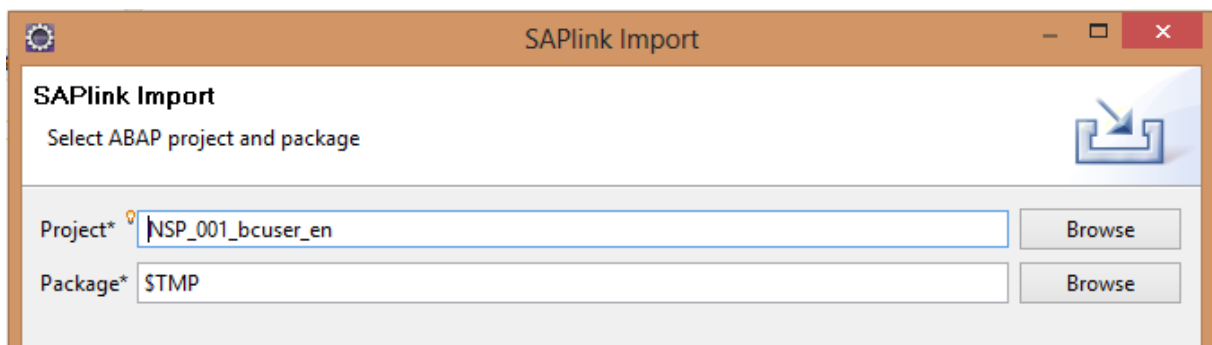 SAPlink Import
SAPlink Import
Select ABAP project and package
Project* NSP_001_bcuser_en Browse
Package* $TMP Browse